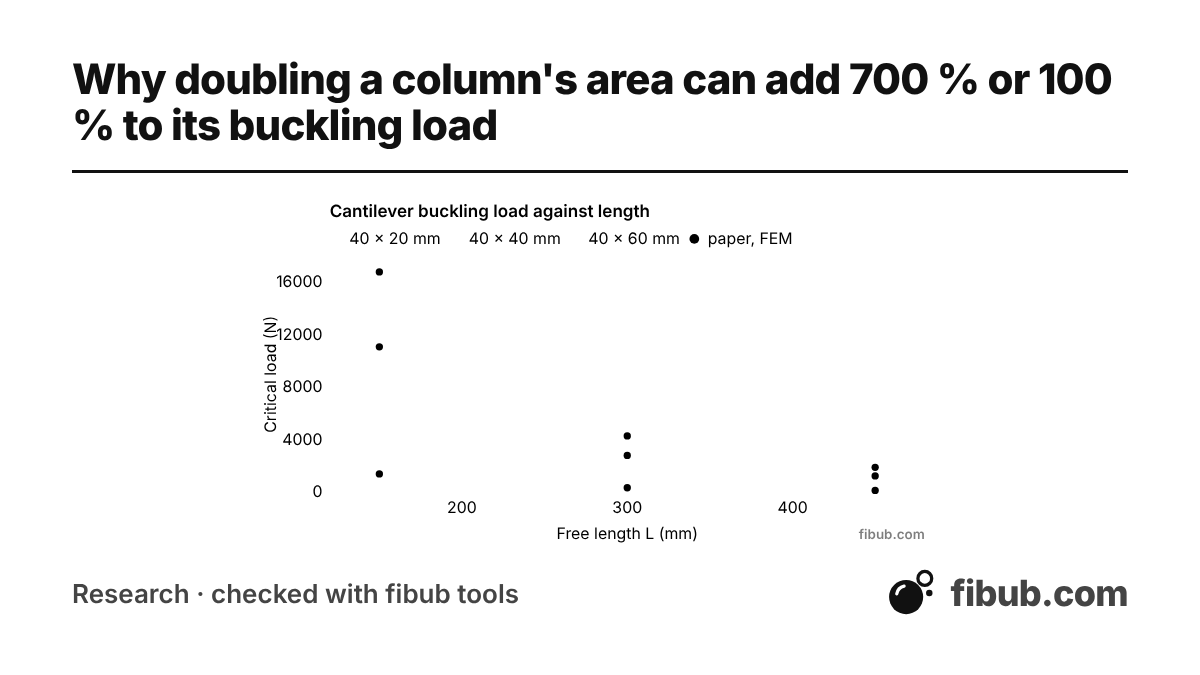 Why doubling a column's area can add 700 % or 100
% to its buckling load
Cantilever buckling load against length
40 × 20 mm 40 × 40 mm 40 × 60 mm paper, FEM
16000
12000
8000
4000
0
Critical load (N)
200 300 400
Free length L (mm)
fibub.com
Research · checked with fibub tools
fibub.com